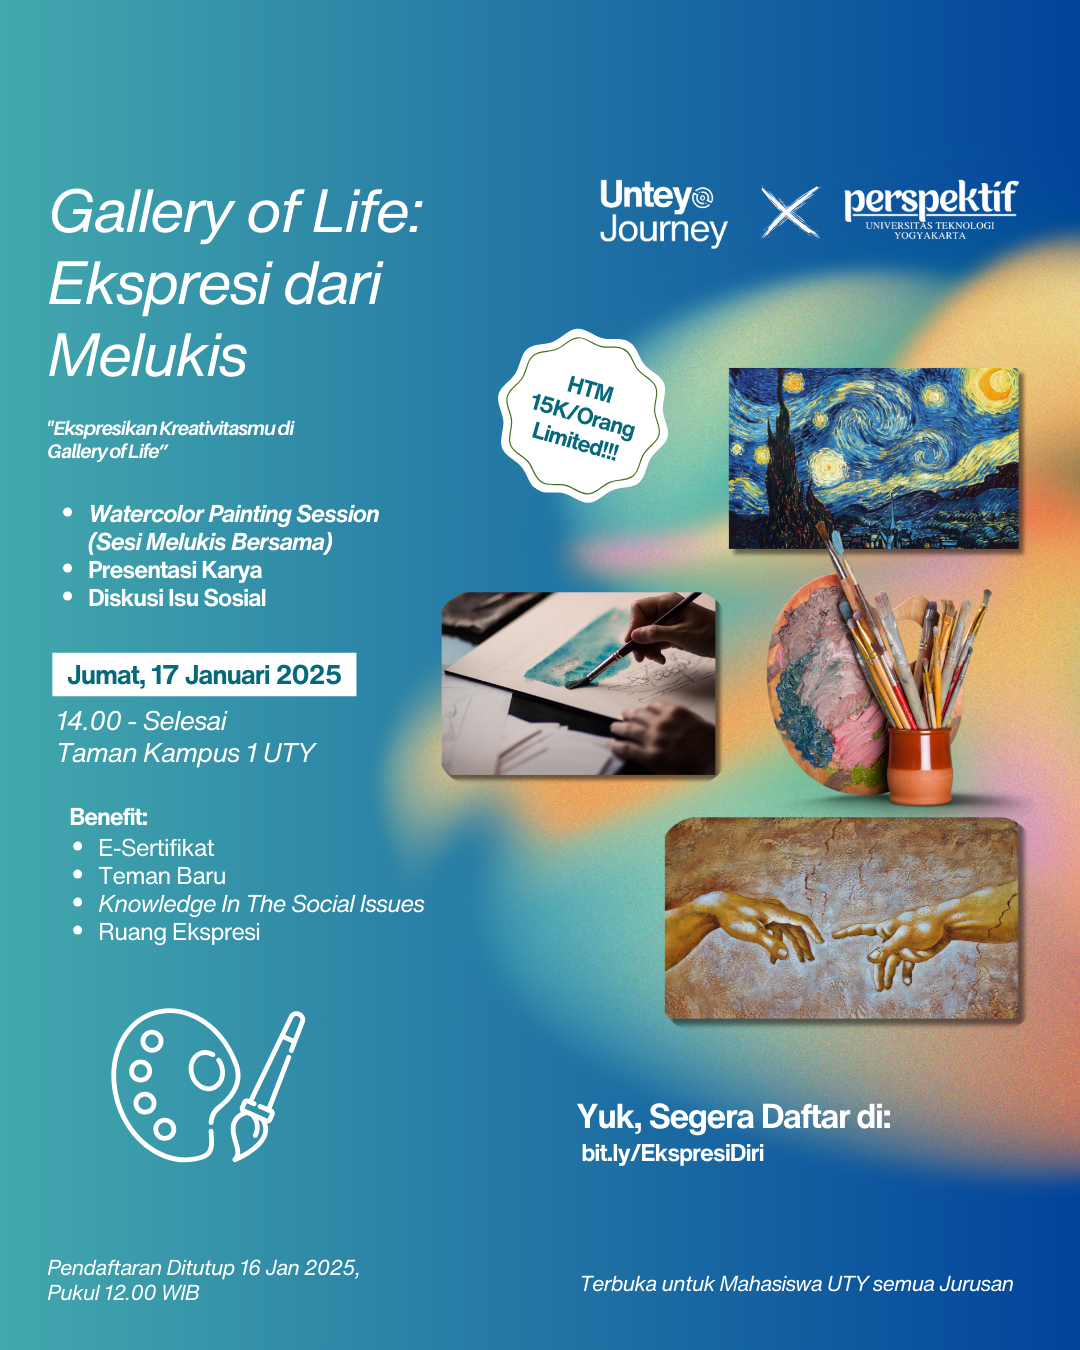 Gallery of Life:
Ekspresi dari
Melukis
Unteyo
Journey
perspektif
UNIVERSITAS TEKNOLOGI
YOGYAKARTA
HTM
15K/Orang
Limited!!!
"Ekspresikan Kreativitasmu di
Gallery of Life”
• Watercolor Painting Session
(Sesi Melukis Bersama)
• Presentasi Karya
• Diskusi Isu Sosial
Jumat, 17 Januari 2025
14.00 - Selesai
Taman Kampus 1 UTY
Benefit:
• E-Sertifikat
• Teman Baru
• Knowledge In The Social Issues
• Ruang Ekspresi
Yuk, Segera Daftar di:
bit.ly/EkspresiDiri
Pendaftaran Ditutup 16 Jan 2025,
Pukul 12.00 WIB
Terbuka untuk Mahasiswa UTY semua Jurusan